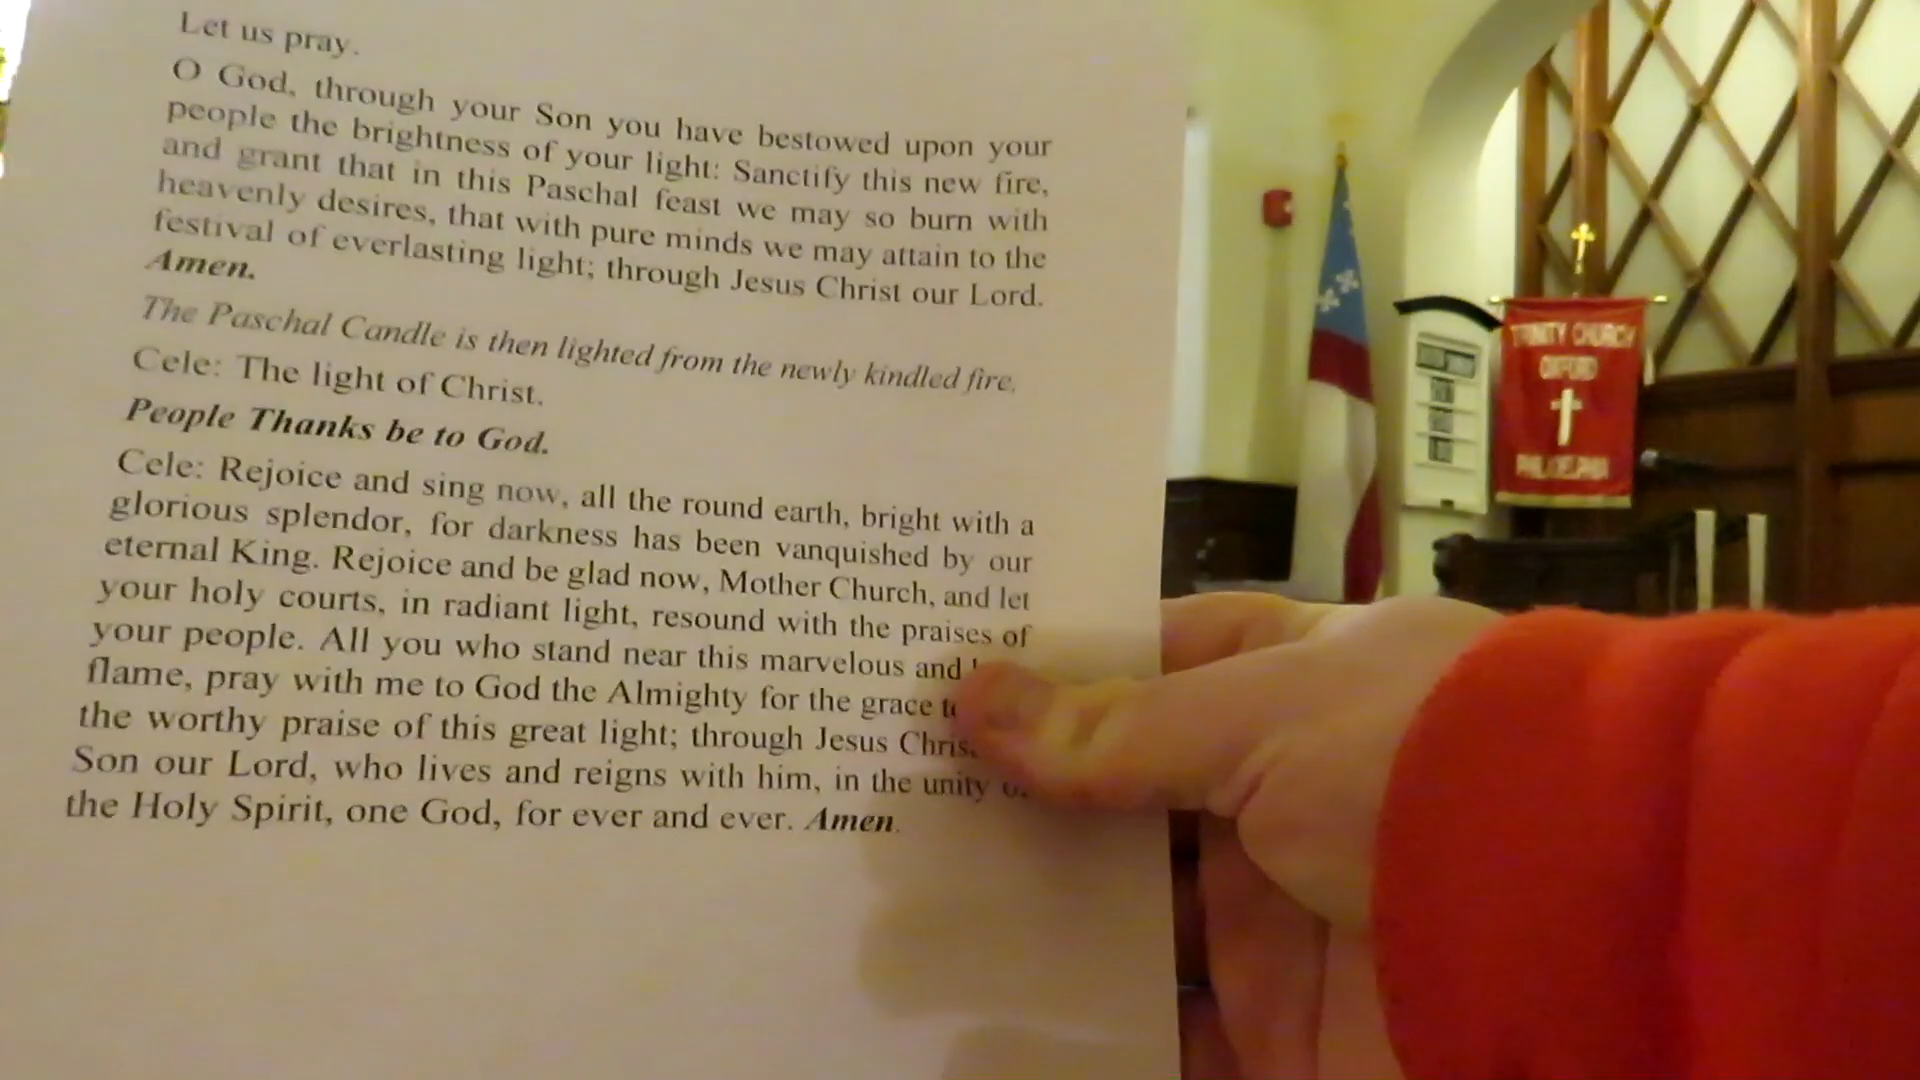 Let us pray.
O God, through your Son you have bestowed upon your
people the brightness of your light: Sanctify this new fire,
and grant that in this Paschal feast we may so burn with
heavenly desires, that with pure minds we may attain to the
festival of everlasting light; through Jesus Christ our Lord.
Amen.
The Paschal Candle is then lighted from the newly kindled fire.
Cele: The light of Christ.
People Thanks be to God.
Cele: Rejoice and sing now, all the round earth, bright with a
glorious splendor, for darkness has been vanquished by our
eternal King. Rejoice and be glad now, Mother Church, and let
your holy courts, in radiant light, resound with the praises of
your people. All you who stand near this marvelous and
flame, pray with me to God the Almighty for the grace
the worthy praise of this great light; through Jesus
Son our Lord, who lives and reigns with him, in the unity
the Holy Spirit, one God, for ever and ever. Amen.
TRINITY CHURCH
OXFORD
PHILADELPHIA